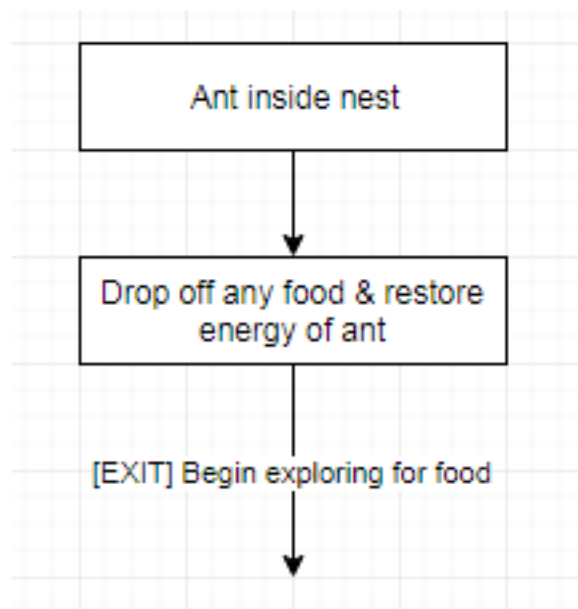 Ant inside nest
Drop off any food & restore
energy of ant
[EXIT] Begin exploring for food